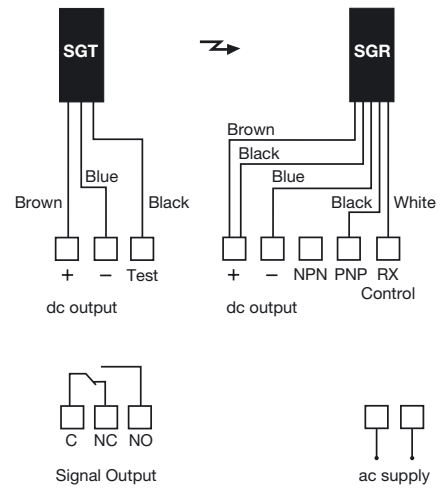 SGT
SGR
Brown
Black
Blue
Blue
Brown
Black
Black
White
+ – Test
+ – NPN PNP RX
Control
dc output
dc output
C NC NO
Signal Output
ac supply